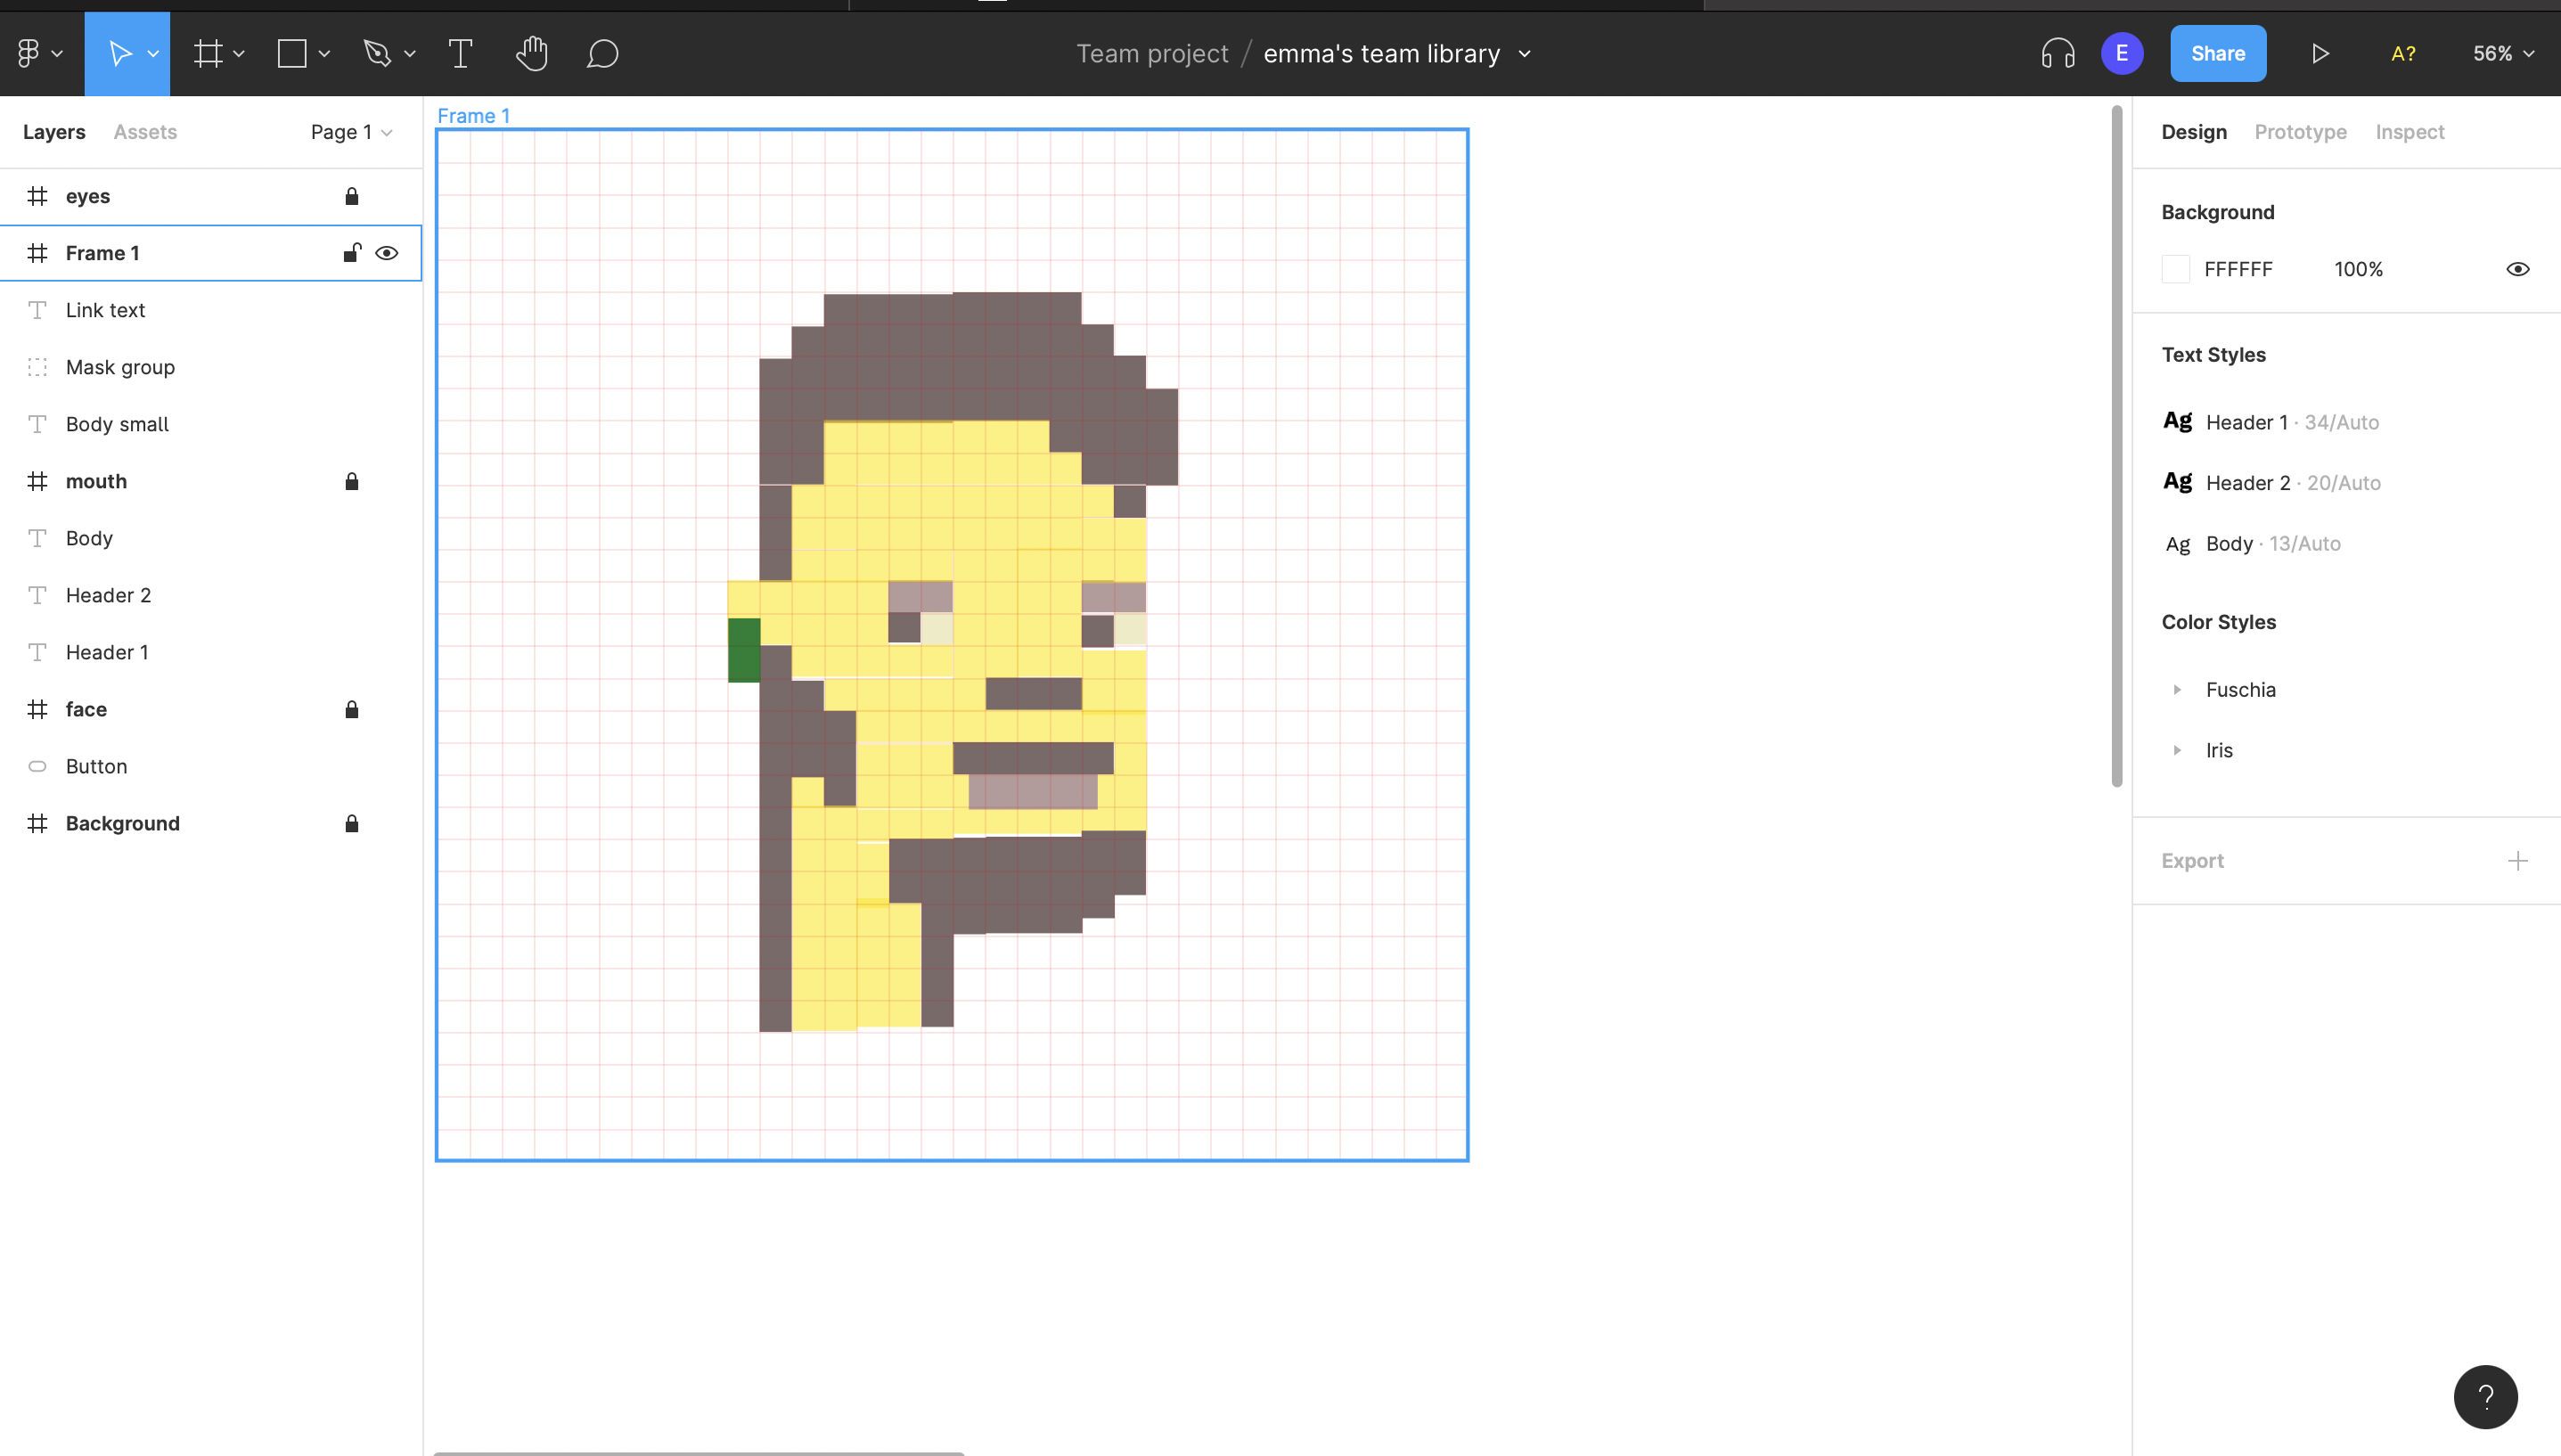 Team project / emma's team library
E
Share
A?
56%
Layers
Assets
Page 1
eyes
Frame 1
Link text
Mask group
Body small
mouth
Body
Header 2
Header 1
face
Button
Background
Frame 1
Design
Prototype
Inspect
Background
FFFFFF
100%
Text Styles
Ag Header 1 · 34/Auto
Ag Header 2 · 20/Auto
Ag Body · 13/Auto
Color Styles
Fuschia
Iris
Export
?